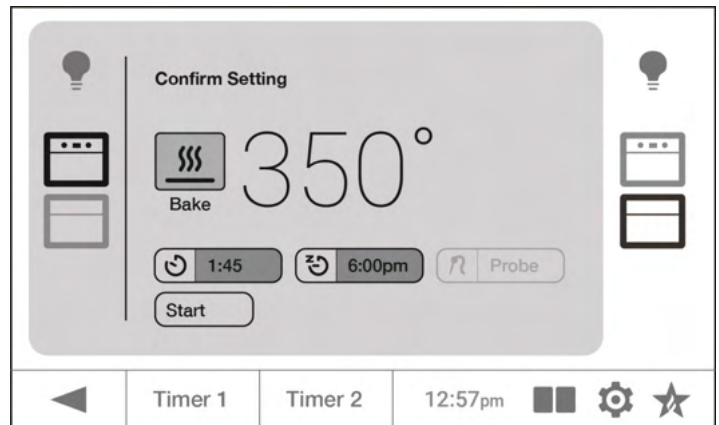 Confirm Setting
350°
Bake
1:45
6:00pm
Probe
Start
Timer 1
Timer 2
12:57pm